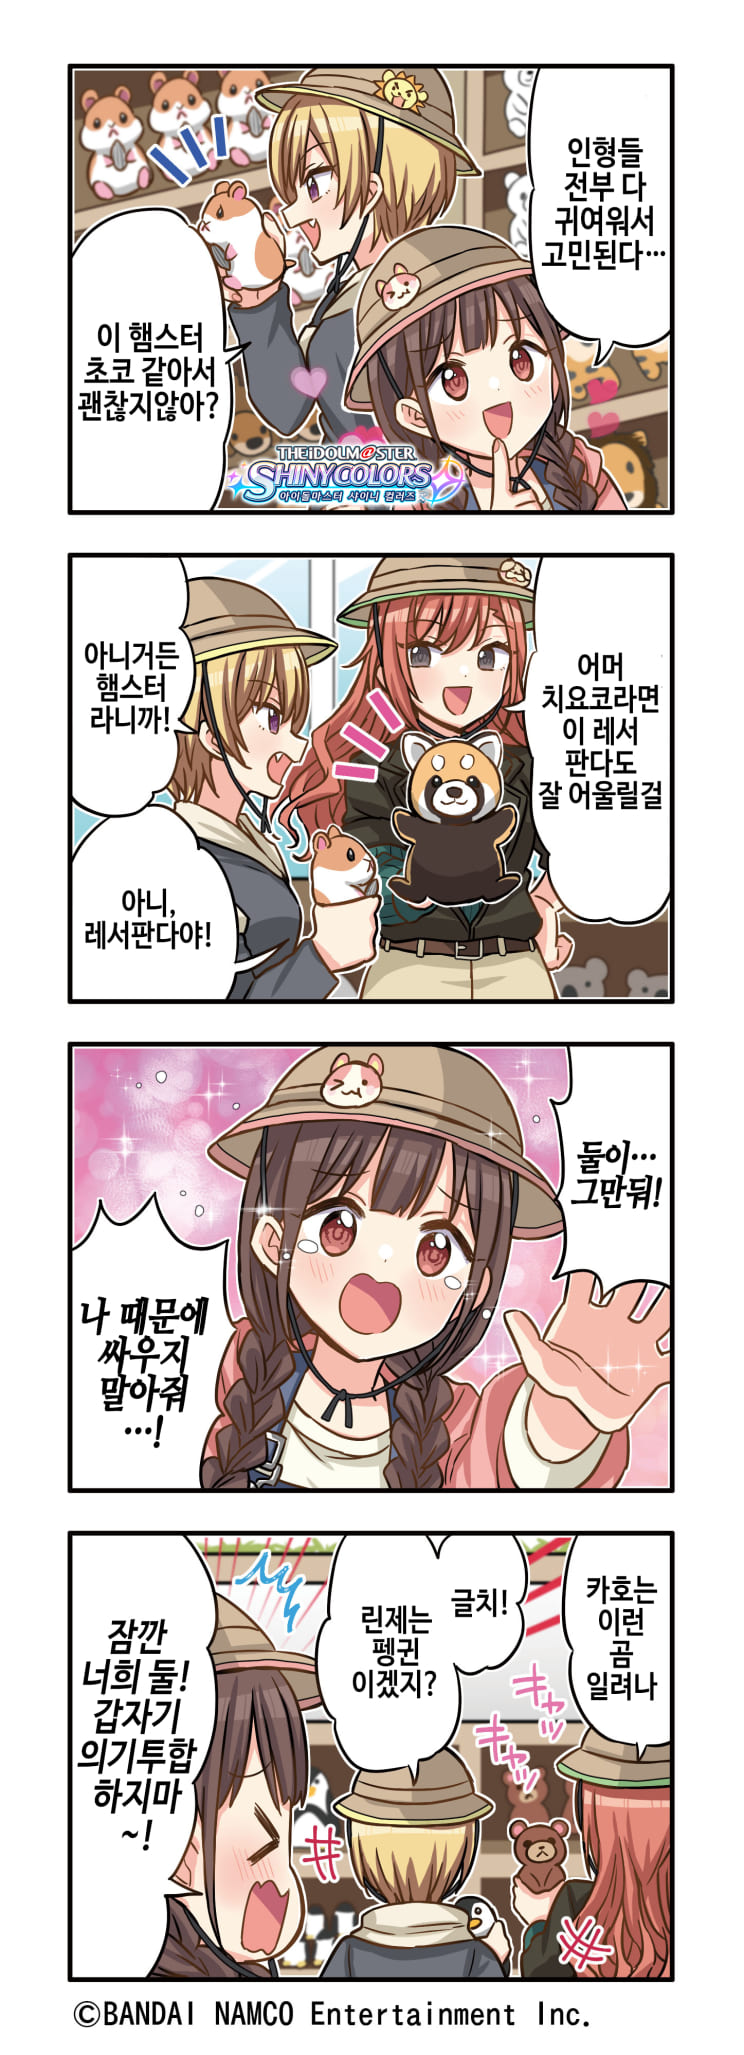 인형들
전부 다
귀여워서
고민된다…
이 햄스터
초코 같아서
괜찮지않아?
THE iDOLM@STER
SHINYCOLORS
아이돌마스터 샤이니 컬러즈
어머
치요코라면
이 레서
판다도
잘 어울릴걸
아니거든
햄스터
라니까!
아니,
레서판다야!
둘이…
그만둬!
나 때문에
싸우지
말아줘
…!
카호는
이런
곰
일려나
글치!
린제는
펭귄
이겠지?
キャッ
キャッ
잠깐
너희 둘!
갑자기
의기투합
하지마
~!
©BANDAI NAMCO Entertainment Inc.